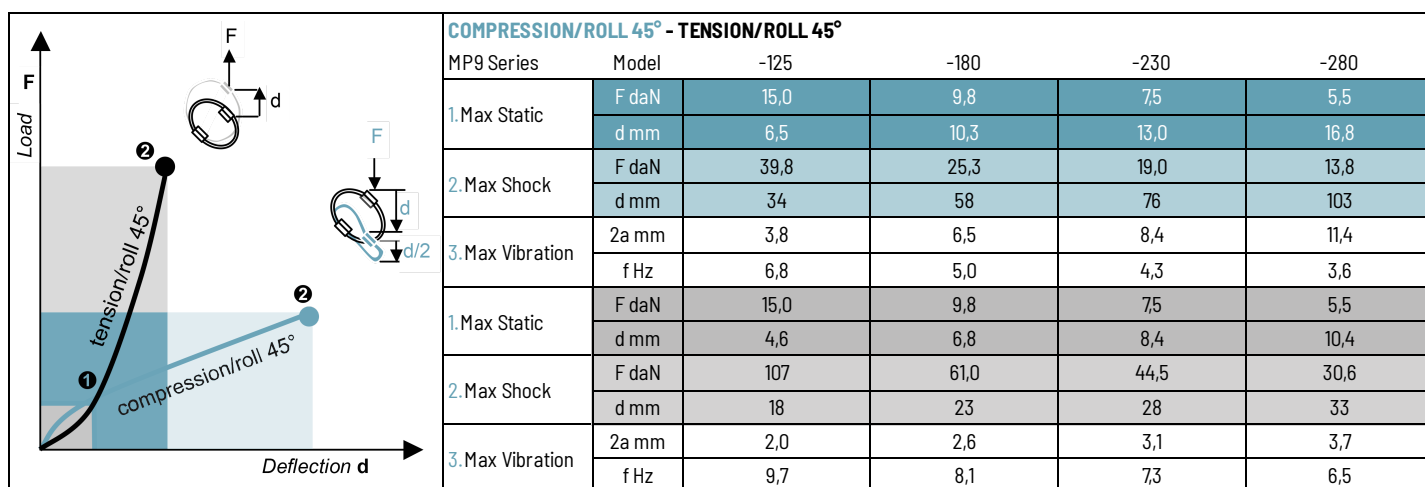 F
Load
F
d
❷
F
d
d/2
tension/roll 45°
❷
❶
compression/roll 45°
Deflection d
COMPRESSION/ROLL 45° - TENSION/ROLL 45°
MP9 Series Model -125 -180 -230 -280
1.Max Static
F daN 15,0 9,8 7,5 5,5
d mm 6,5 10,3 13,0 16,8
2.Max Shock
F daN 39,8 25,3 19,0 13,8
d mm 34 58 76 103
3.Max Vibration
2a mm 3,8 6,5 8,4 11,4
f Hz 6,8 5,0 4,3 3,6
1.Max Static
F daN 15,0 9,8 7,5 5,5
d mm 4,6 6,8 8,4 10,4
2.Max Shock
F daN 107 61,0 44,5 30,6
d mm 18 23 28 33
3.Max Vibration
2a mm 2,0 2,6 3,1 3,7
f Hz 9,7 8,1 7,3 6,5